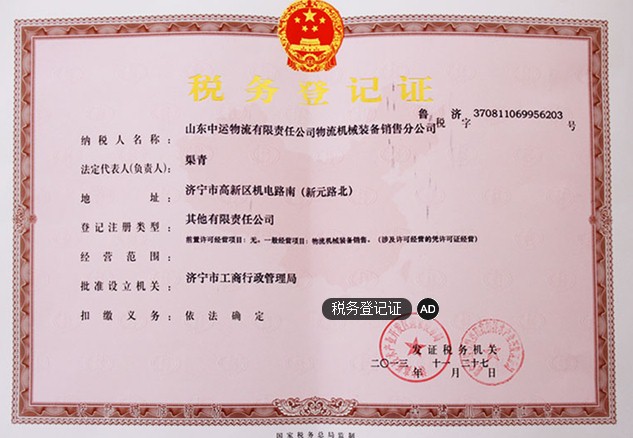 税务登记证
鲁 济 370811069956203
税 字 号
纳税人名称: 山东中运物流有限责任公司物流机械装备销售分公司
法定代表人(负责人): 渠青
地址: 济宁市高新区机电路南（新元路北）
登记注册类型: 其他有限责任公司
前置许可经营项目: 无。一般经营项目: 物流机械装备销售。(涉及许可经营的凭许可证经营)
经营范围:
批准设立机关: 济宁市工商行政管理局
税务登记证 AD
扣缴义务: 依法确定
发证税务机关
二〇一三 十一 二十七
年 月 日
国家税务总局监制